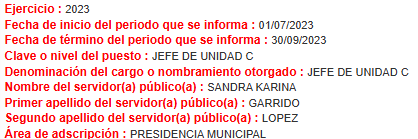 Ejercicio : 2023
Fecha de inicio del periodo que se informa : 01/07/2023
Fecha de término del periodo que se informa : 30/09/2023
Clave o nivel del puesto : JEFE DE UNIDAD C
Denominación del cargo o nombramiento otorgado : JEFE DE UNIDAD C
Nombre del servidor(a) público(a) : SANDRA KARINA
Primer apellido del servidor(a) público(a) : GARRIDO
Segundo apellido del servidor(a) público(a) : LOPEZ
Área de adscripción : PRESIDENCIA MUNICIPAL